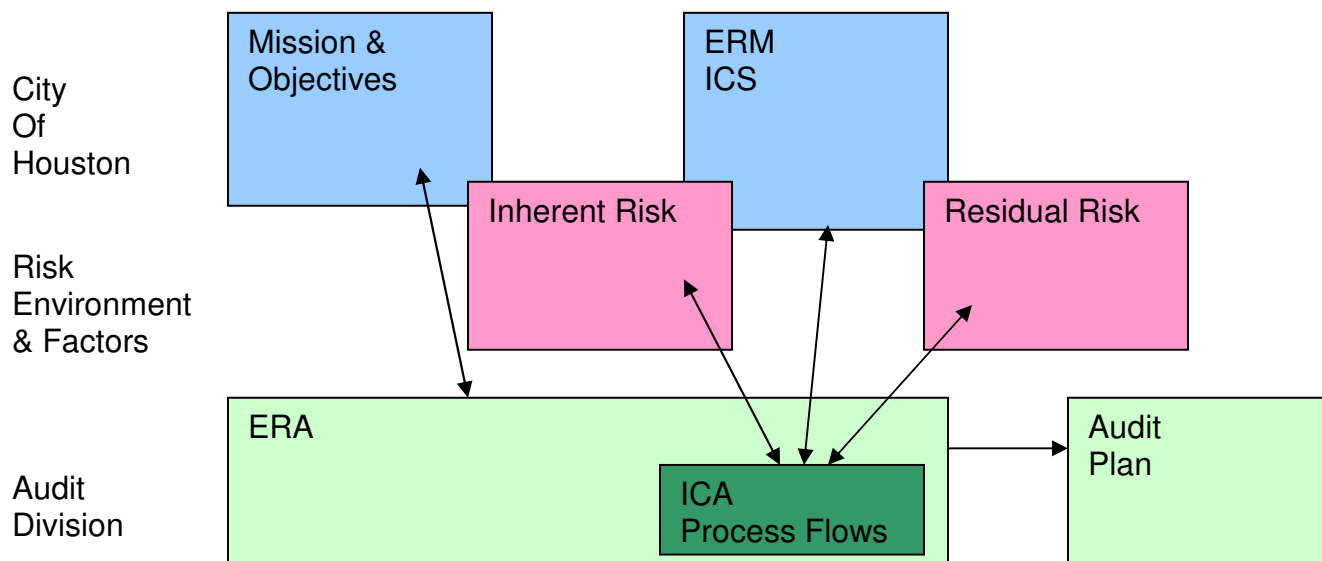 City
Of
Houston
Mission &
Objectives
ERM
ICS
Risk
Environment
& Factors
Inherent Risk
Residual Risk
Audit
Division
ERA
ICA
Process Flows
Audit
Plan